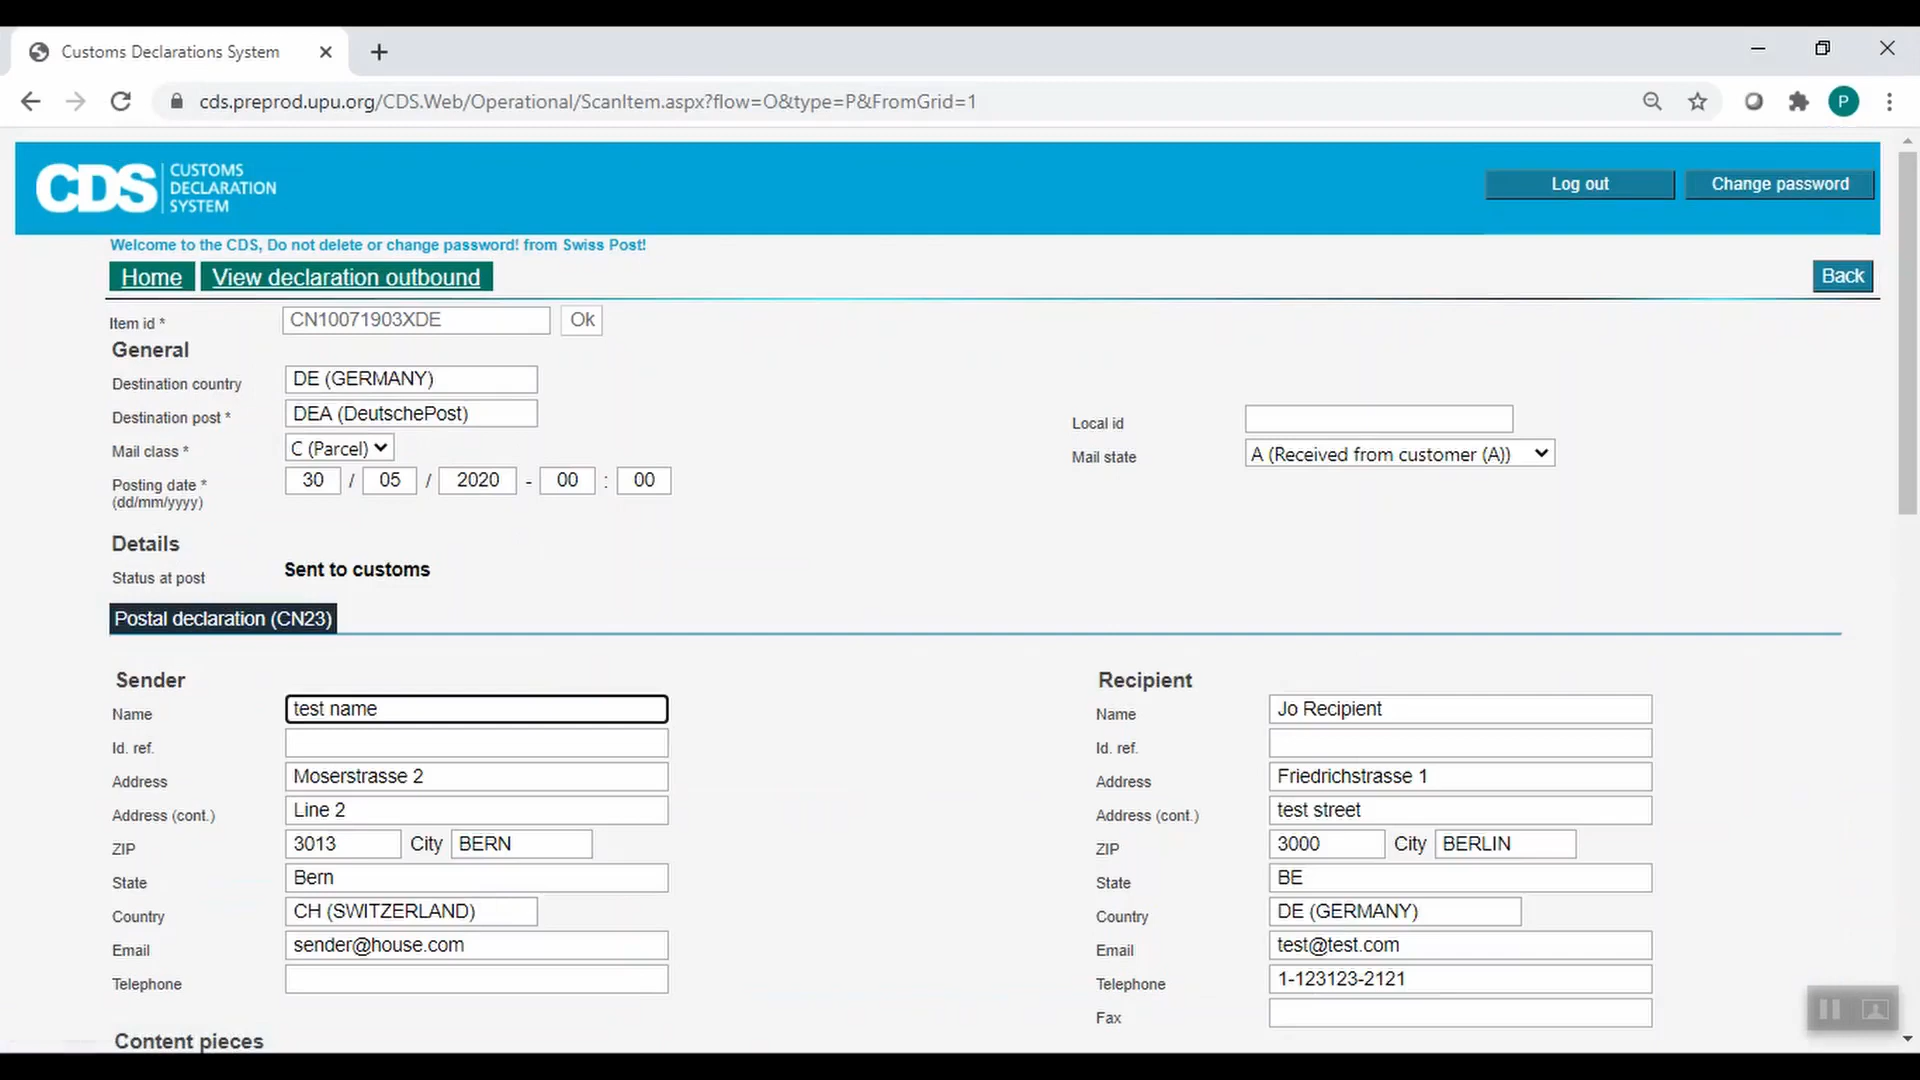 Customs Declarations System
cds.preprod.upu.org/CDS.Web/Operational/ScanItem.aspx?flow=O&type=P&FromGrid=1
P
CDS CUSTOMS DECLARATION SYSTEM
Log out
Change password
Welcome to the CDS, Do not delete or change password! from Swiss Post!
Home View declaration outbound
Back
Item id * CN10071903XDE Ok
General
Destination country DE (GERMANY)
Destination post * DEA (DeutschePost)
Local id
Mail class * C (Parcel)
Mail state A (Received from customer (A))
Posting date * 30 / 05 / 2020 - 00 : 00
(dd/mm/yyyy)
Details
Status at post Sent to customs
Postal declaration (CN23)
Sender
Name test name
Id. ref.
Address Moserstrasse 2
Address (cont.) Line 2
ZIP 3013 City BERN
State Bern
Country CH (SWITZERLAND)
Email sender@house.com
Telephone
Recipient
Name Jo Recipient
Id. ref.
Address Friedrichstrasse 1
Address (cont.) test street
ZIP 3000 City BERLIN
State BE
Country DE (GERMANY)
Email test@test.com
Telephone 1-123123-2121
Fax
Content pieces